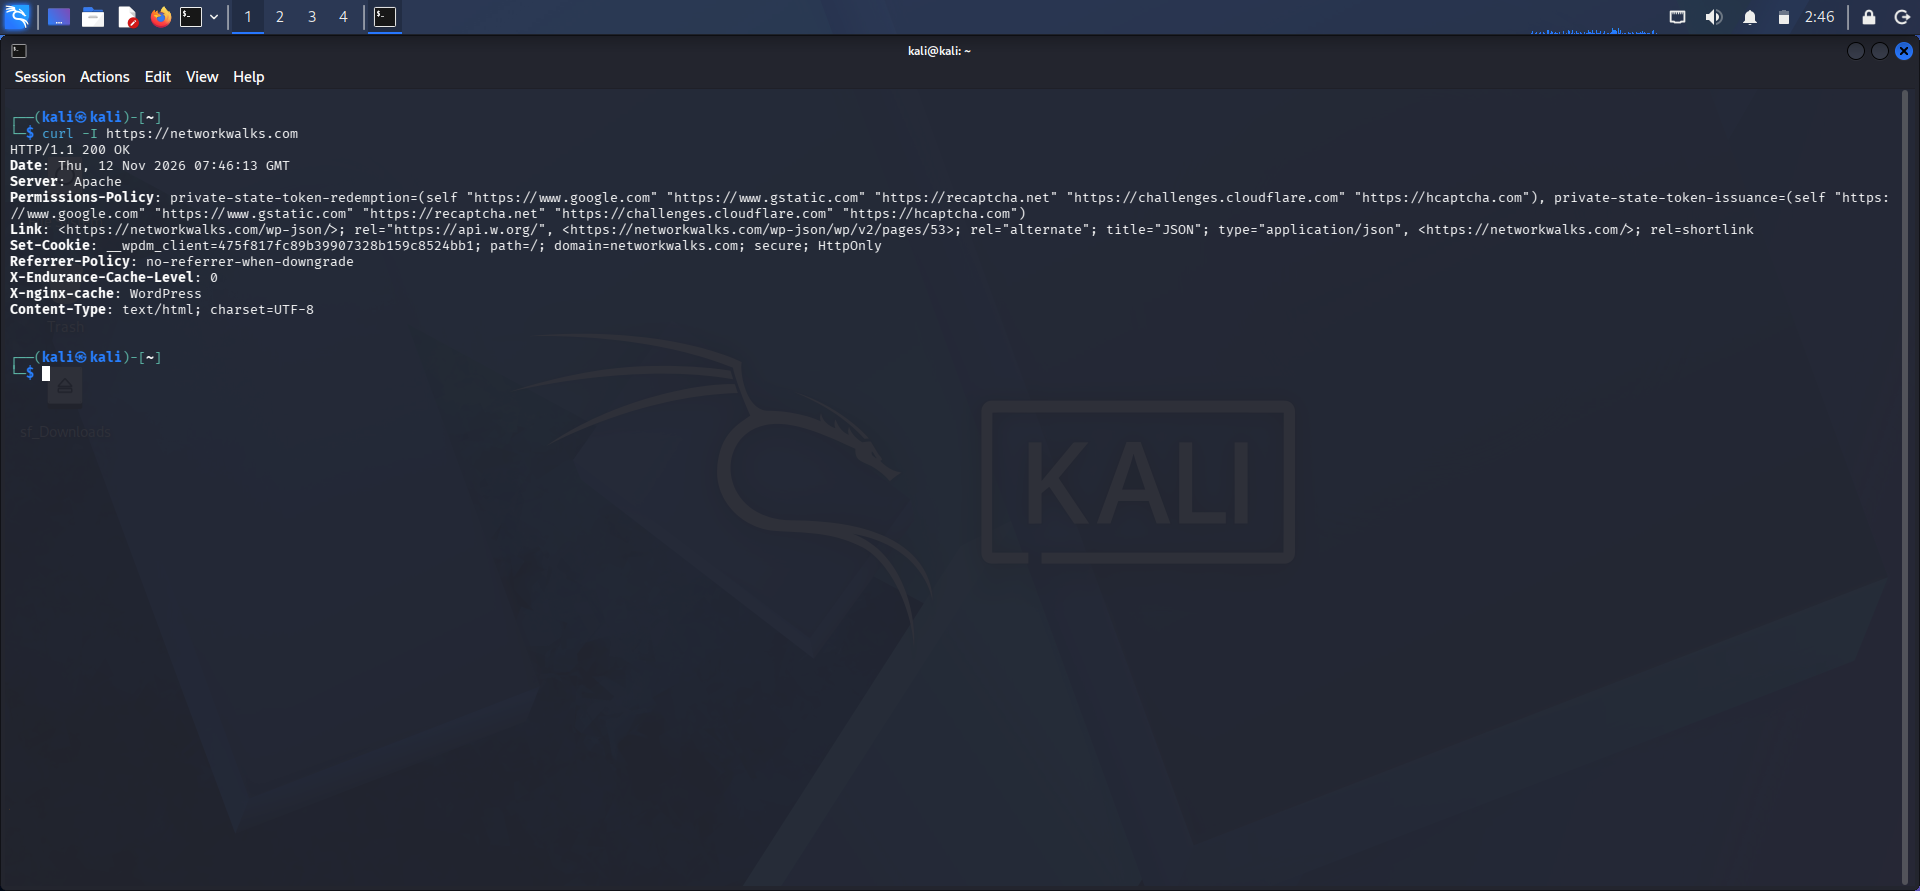 1 2 3 4 2:46
kali@kali: ~
Session Actions Edit View Help
┌──(kali㉿kali)-[~]
└─$ curl -I https://networkwalks.com
HTTP/1.1 200 OK
Date: Thu, 12 Nov 2026 07:46:13 GMT
Server: Apache
Permissions-Policy: private-state-token-redemption=(self "https://www.google.com" "https://www.gstatic.com" "https://recaptcha.net" "https://challenges.cloudflare.com" "https://hcaptcha.com"), private-state-token-issuance=(self "https:
//www.google.com" "https://www.gstatic.com" "https://recaptcha.net" "https://challenges.cloudflare.com" "https://hcaptcha.com")
Link: <https://networkwalks.com/wp-json/>; rel="https://api.w.org/", <https://networkwalks.com/wp-json/wp/v2/pages/53>; rel="alternate"; title="JSON"; type="application/json", <https://networkwalks.com/>; rel=shortlink
Set-Cookie: __wpdm_client=475f817fc89b39907328b159c8524bb1; path=/; domain=networkwalks.com; secure; HttpOnly
Referrer-Policy: no-referrer-when-downgrade
X-Endurance-Cache-Level: 0
X-nginx-cache: WordPress
Content-Type: text/html; charset=UTF-8
Trash
┌──(kali㉿kali)-[~]
└─$
sf_Downloads
KALI